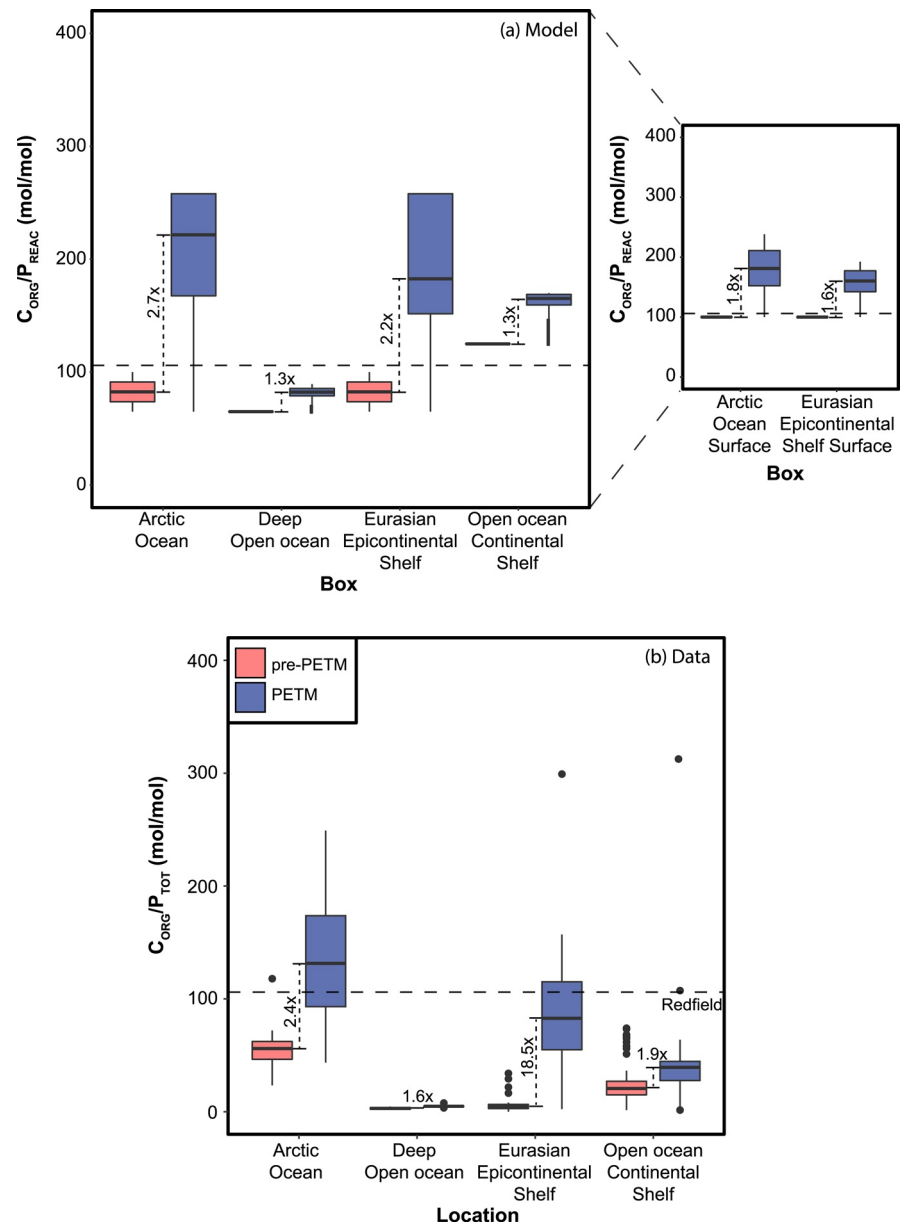 (a) Model
400
300
200
100
0
C_ORG/P_REAC (mol/mol)
2.7x
1.3x
2.2x
1.3x
Arctic
Ocean
Deep
Open ocean
Eurasian
Epicontinental
Shelf
Open ocean
Continental
Shelf
Box
400
300
200
100
0
C_ORG/P_REAC (mol/mol)
1.8x
1.6x
Arctic
Ocean
Surface
Eurasian
Epicontinental
Shelf Surface
Box
(b) Data
pre-PETM
PETM
400
300
200
100
0
C_ORG/P_TOT (mol/mol)
2.4x
1.6x
18.5x
1.9x
Redfield
Arctic
Ocean
Deep
Open ocean
Eurasian
Epicontinental
Shelf
Open ocean
Continental
Shelf
Location